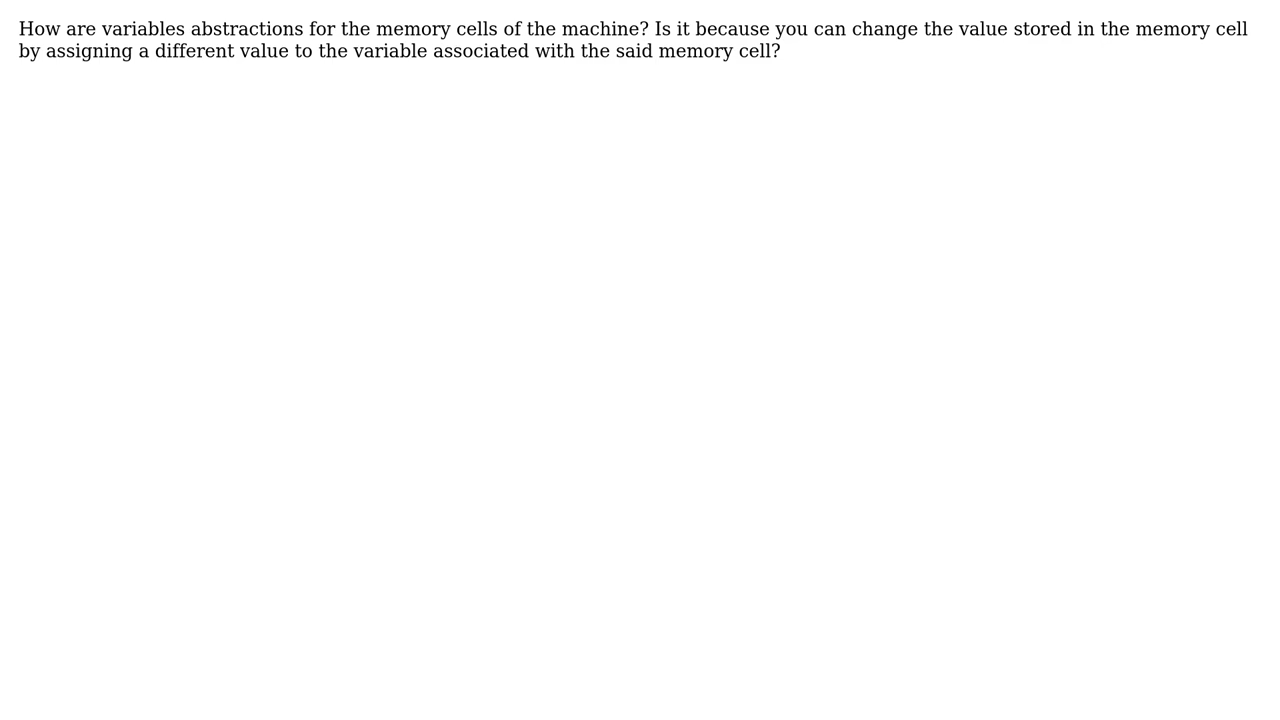 How are variables abstractions for the memory cells of the machine? Is it because you can change the value stored in the memory cell
by assigning a different value to the variable associated with the said memory cell?